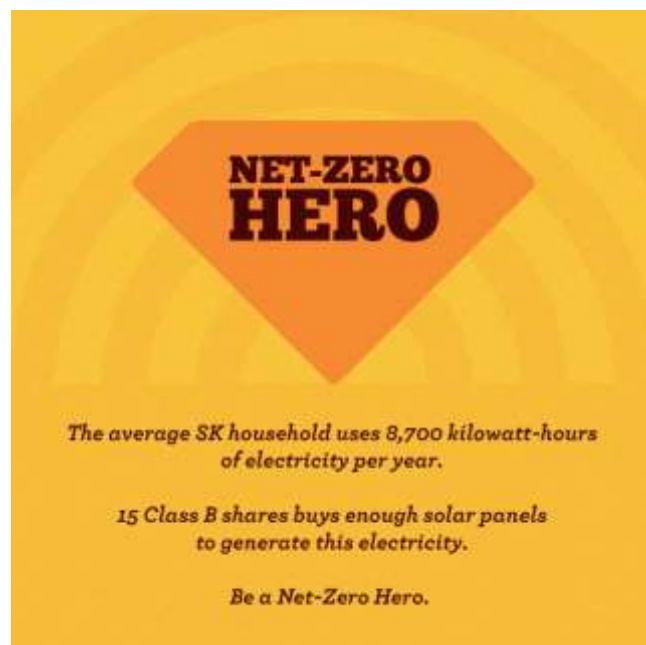 NET-ZERO
HERO
The average SK household uses 8,700 kilowatt-hours
of electricity per year.
15 Class B shares buys enough solar panels
to generate this electricity.
Be a Net-Zero Hero.